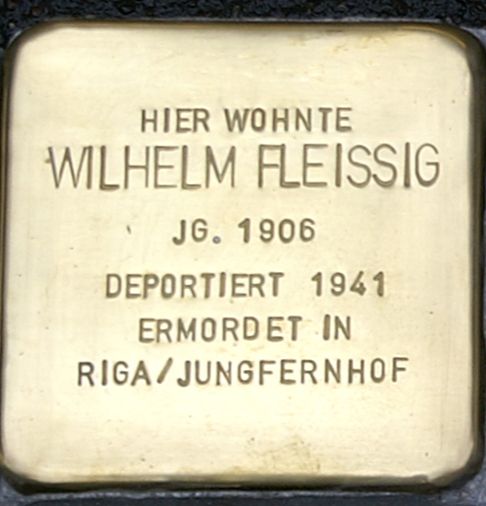 HIER WOHNTE
WILHELM FLEISSIG
JG. 1906
DEPORTIERT 1941
ERMORDET IN
RIGA/JUNGFERNHOF